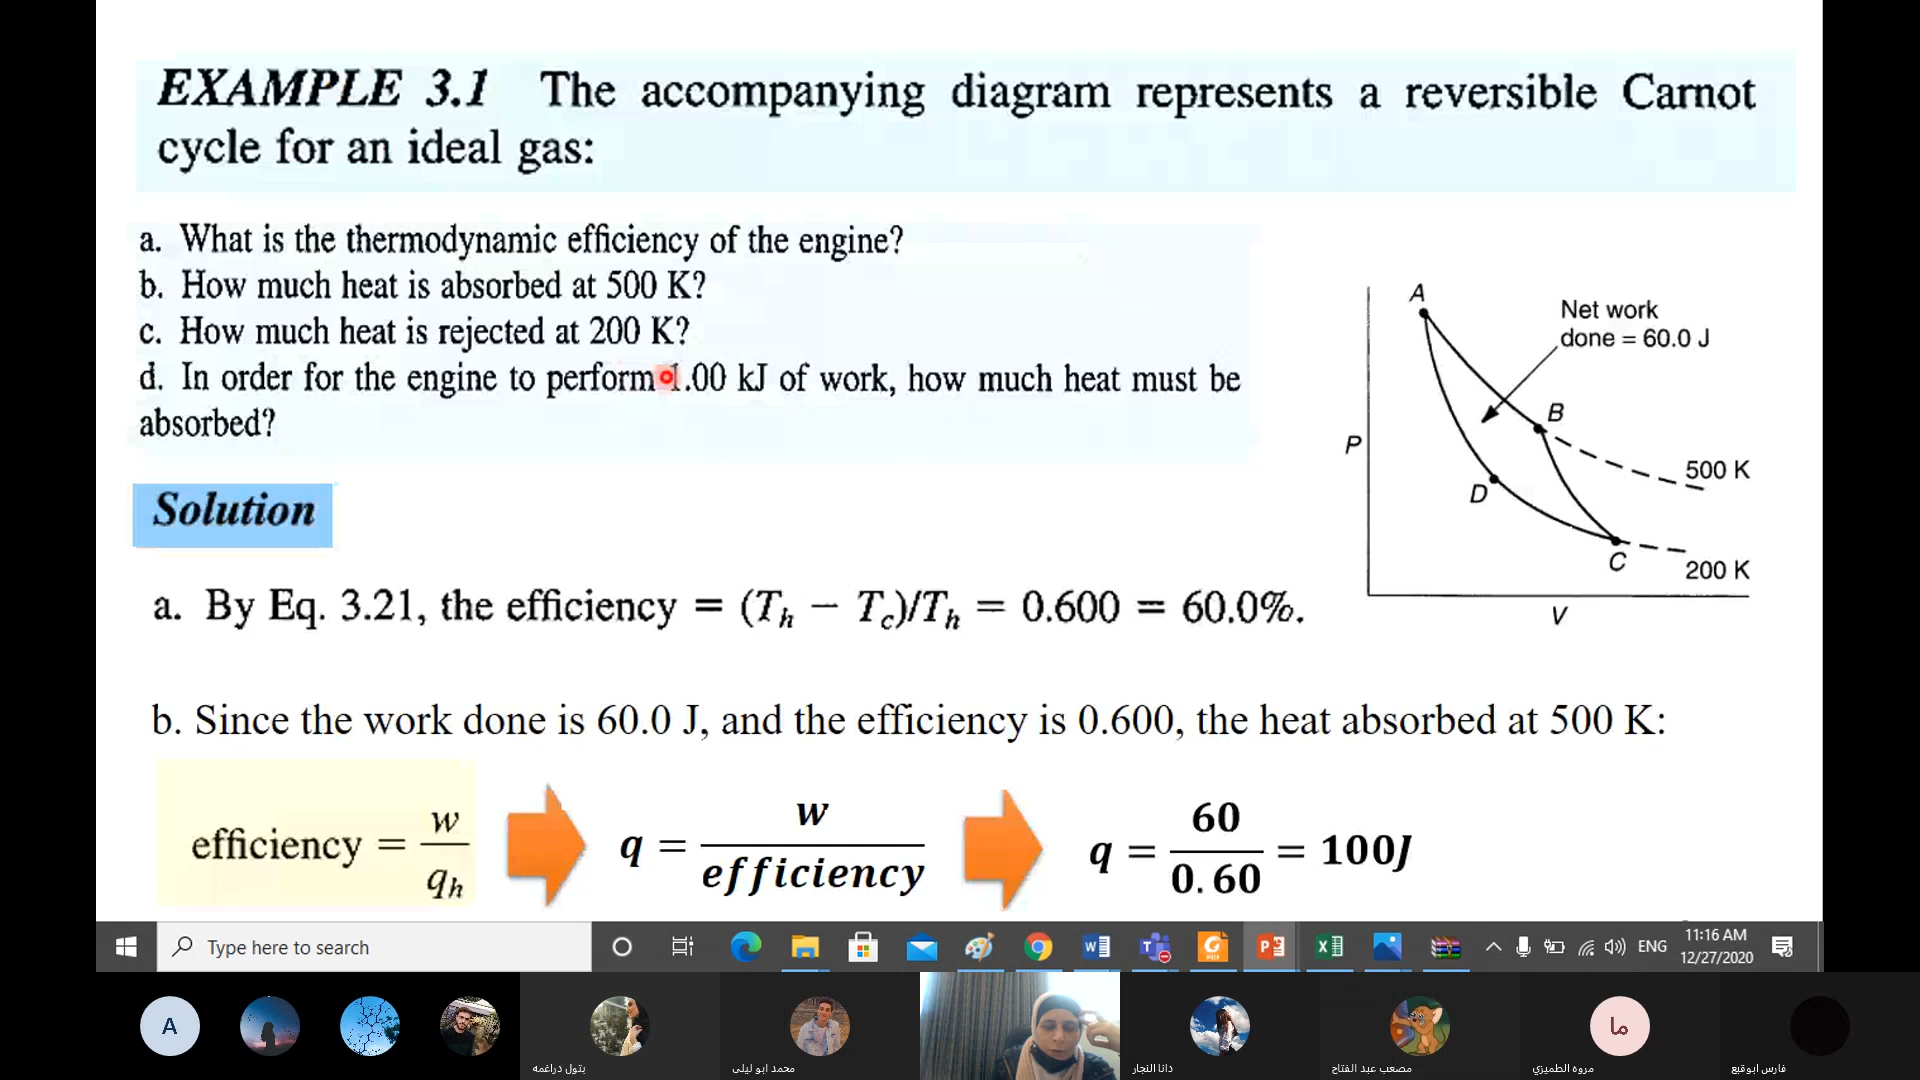 EXAMPLE 3.1 The accompanying diagram represents a reversible Carnot
cycle for an ideal gas:
a. What is the thermodynamic efficiency of the engine?
b. How much heat is absorbed at 500 K?
c. How much heat is rejected at 200 K?
d. In order for the engine to perform 1.00 kJ of work, how much heat must be
absorbed?
A
Net work
done = 60.0 J
B
P
500 K
D
C
200 K
V
Solution
a. By Eq. 3.21, the efficiency = (Th − Tc)/Th = 0.600 = 60.0%.
b. Since the work done is 60.0 J, and the efficiency is 0.600, the heat absorbed at 500 K:
efficiency = w / qh
q = w / efficiency
q = 60 / 0.60 = 100J
Type here to search
ENG
11:16 AM
12/27/2020
A
بتول دراغمه
محمد ابو ليلى
دانا النجار
مصعب عبد الفتاح
ما
مروه الطميزي
فارس ابوقبع